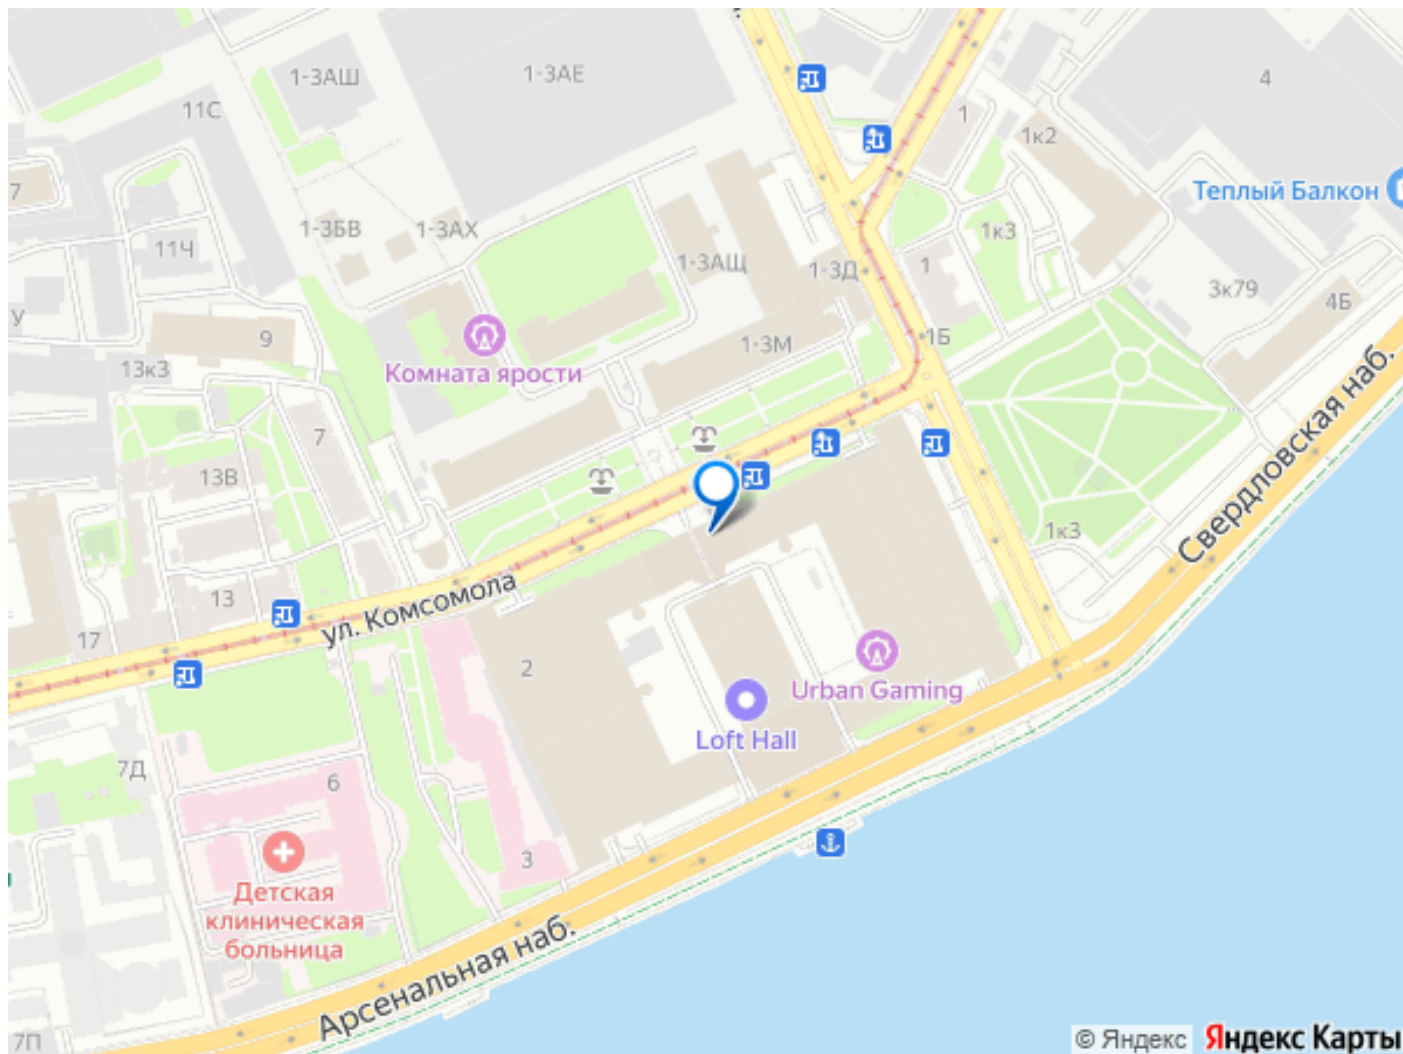 1-3АШ
1-3АЕ
4
11С
1
1к2
Теплый Балкон
7
1-3БВ
1-3АХ
1к3
11Ч
1-3АЩ
1-3Д
1
3к79
4Б
У
9
1-3М
1Б
13к3
Комната ярости
7
13В
Свердловская наб.
1к3
13
ул. Комсомола
17
2
Urban Gaming
Loft Hall
7Д
6
3
Детская
клиническая
больница
Арсенальная наб.
7П
© Яндекс Яндекс Карты